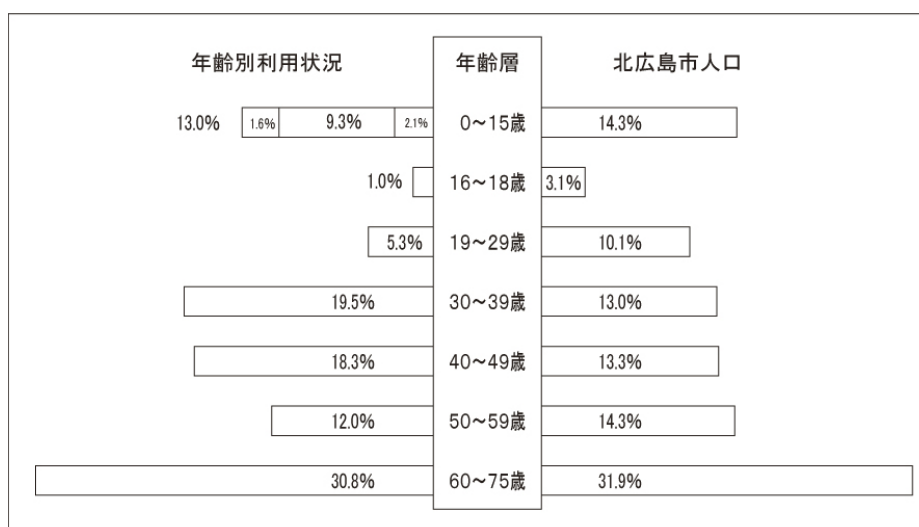 年齢別利用状況 年齢層 北広島市人口
13.0% 1.6% 9.3% 2.1% 0～15歳 14.3%
1.0% 16～18歳 3.1%
5.3% 19～29歳 10.1%
19.5% 30～39歳 13.0%
18.3% 40～49歳 13.3%
12.0% 50～59歳 14.3%
30.8% 60～75歳 31.9%